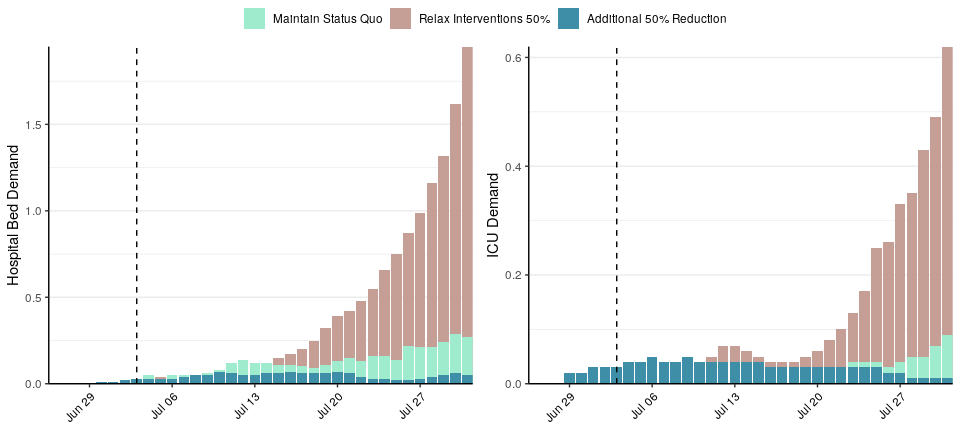 Maintain Status Quo Relax Interventions 50% Additional 50% Reduction
Hospital Bed Demand
1.5
1.0
0.5
0.0
Jun 29 Jul 06 Jul 13 Jul 20 Jul 27
ICU Demand
0.6
0.4
0.2
0.0
Jun 29 Jul 06 Jul 13 Jul 20 Jul 27